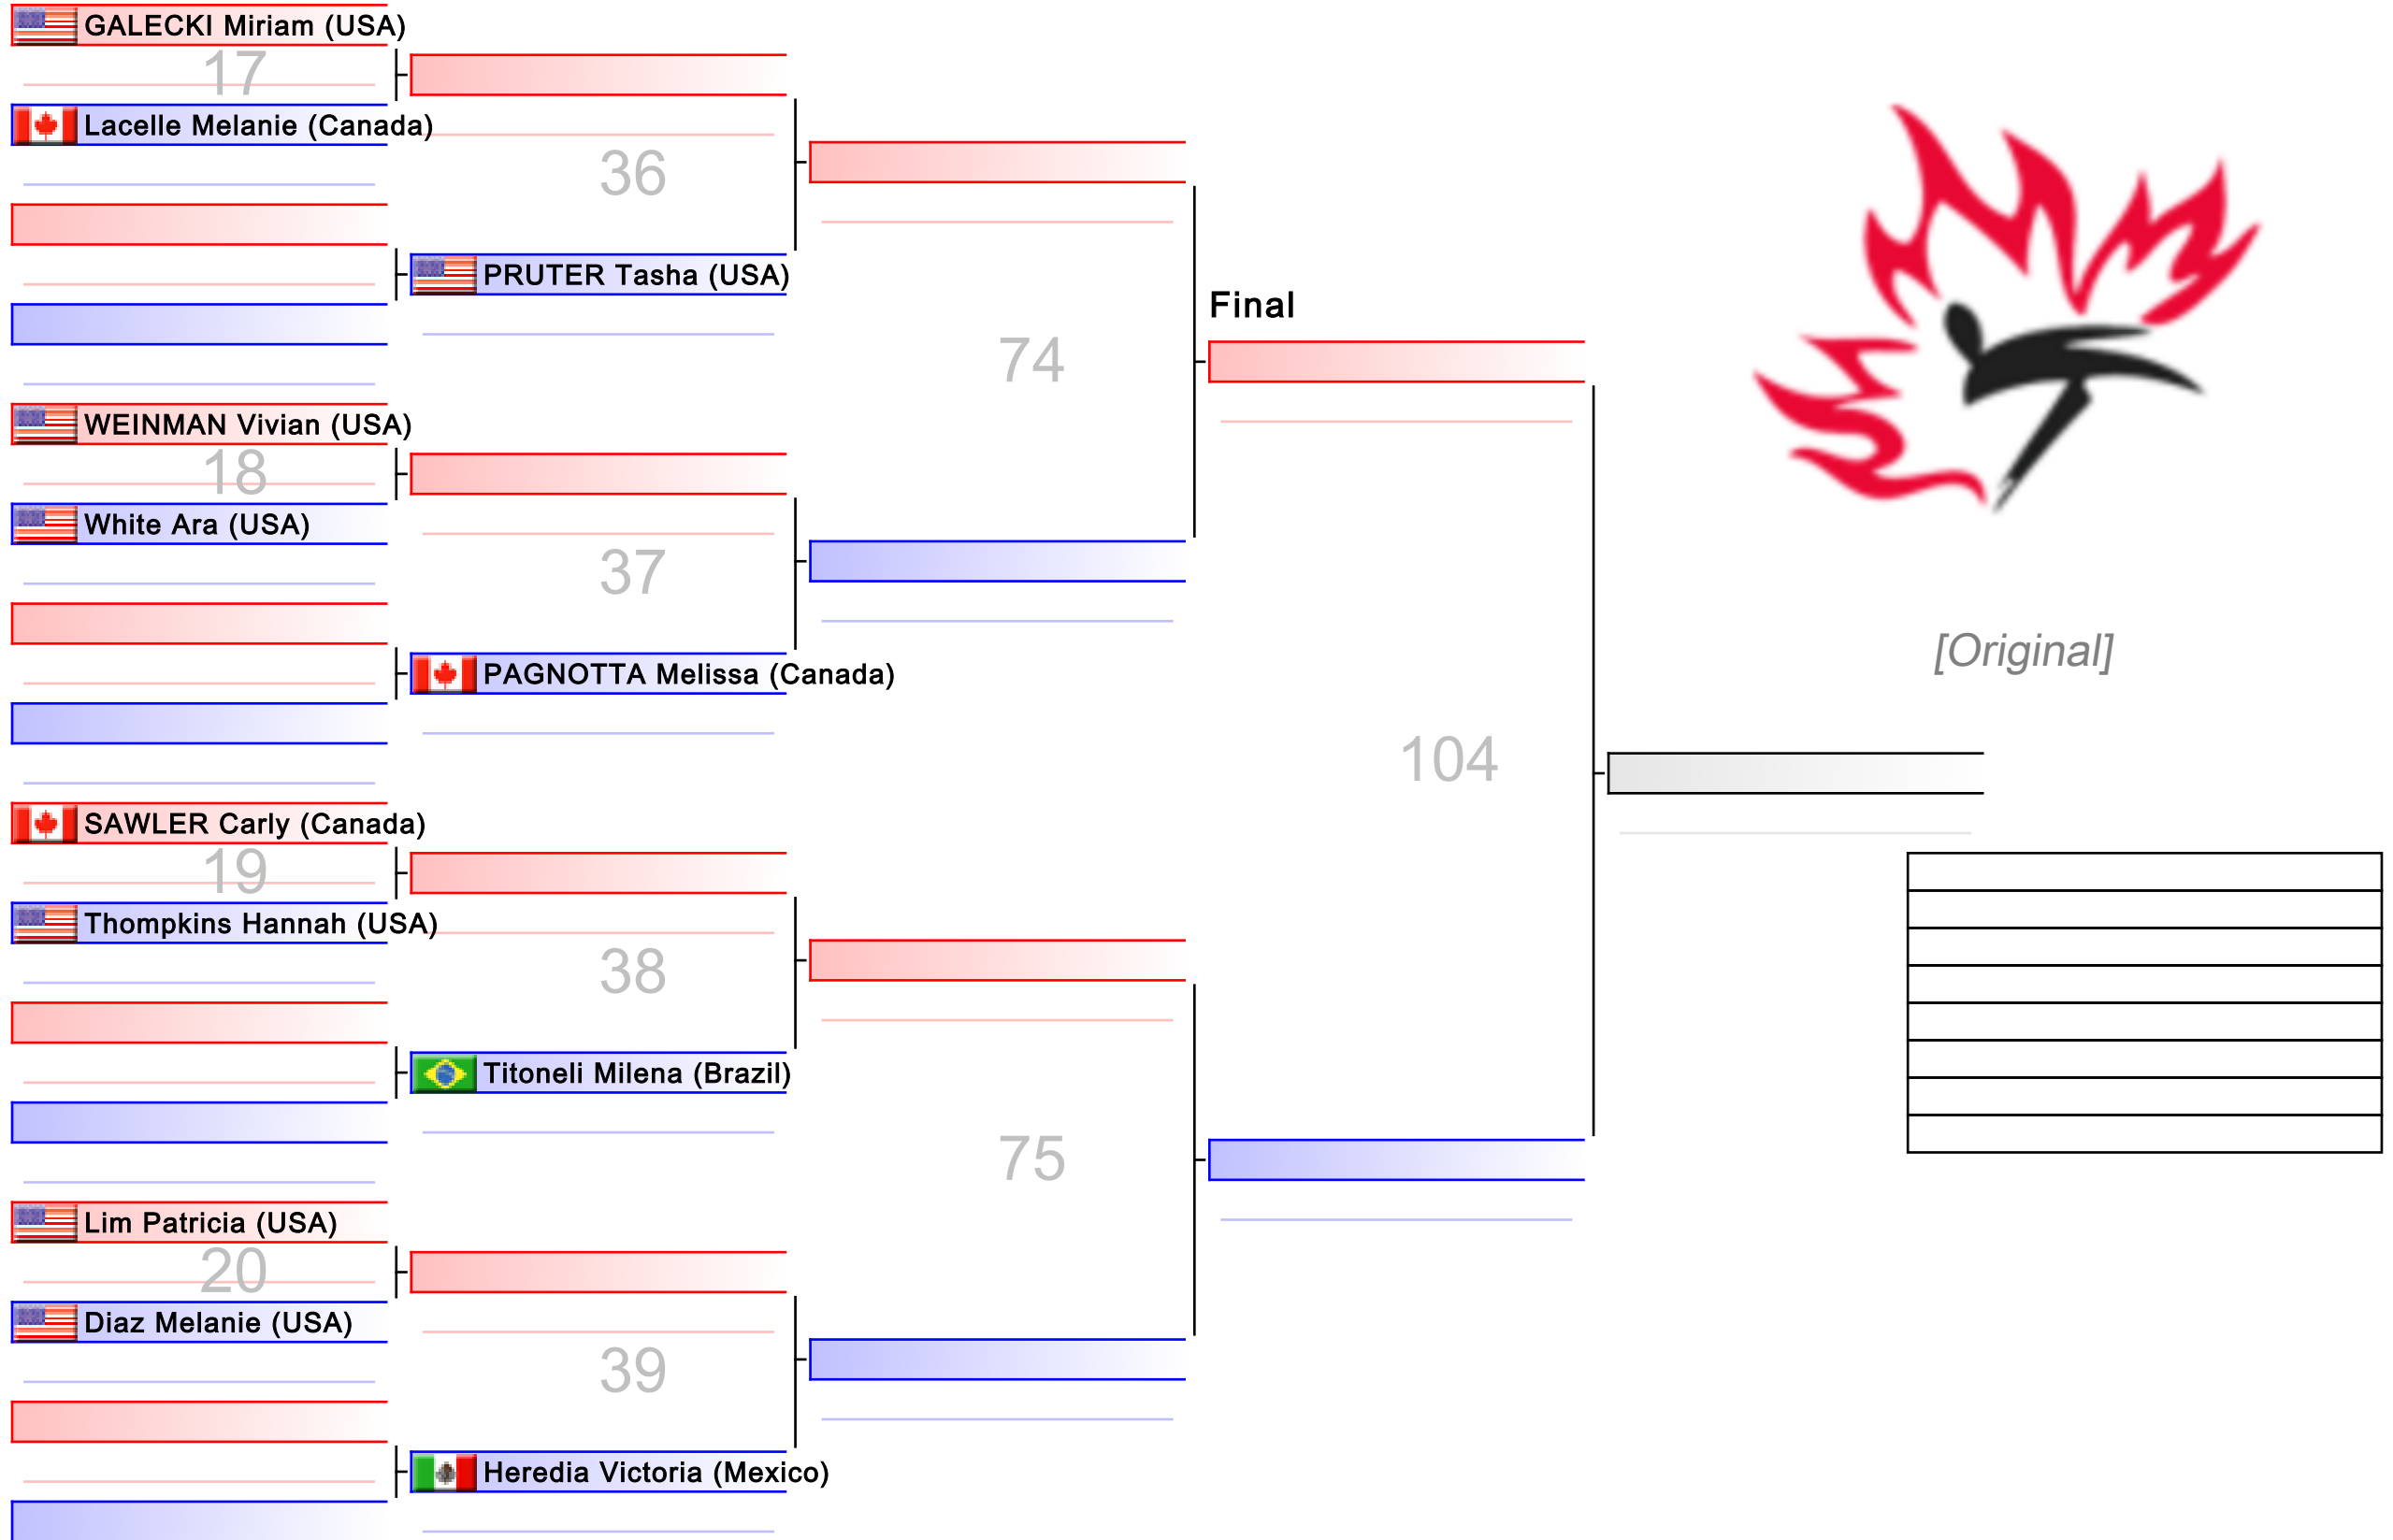 GALECKI Miriam (USA)
17
Lacelle Melanie (Canada)
36
PRUTER Tasha (USA)
WEINMAN Vivian (USA)
18
White Ara (USA)
37
PAGNOTTA Melissa (Canada)
74
Final
SAWLER Carly (Canada)
19
Thompkins Hannah (USA)
38
Titoneli Milena (Brazil)
Lim Patricia (USA)
20
Diaz Melanie (USA)
39
Heredia Victoria (Mexico)
75
104
[Original]